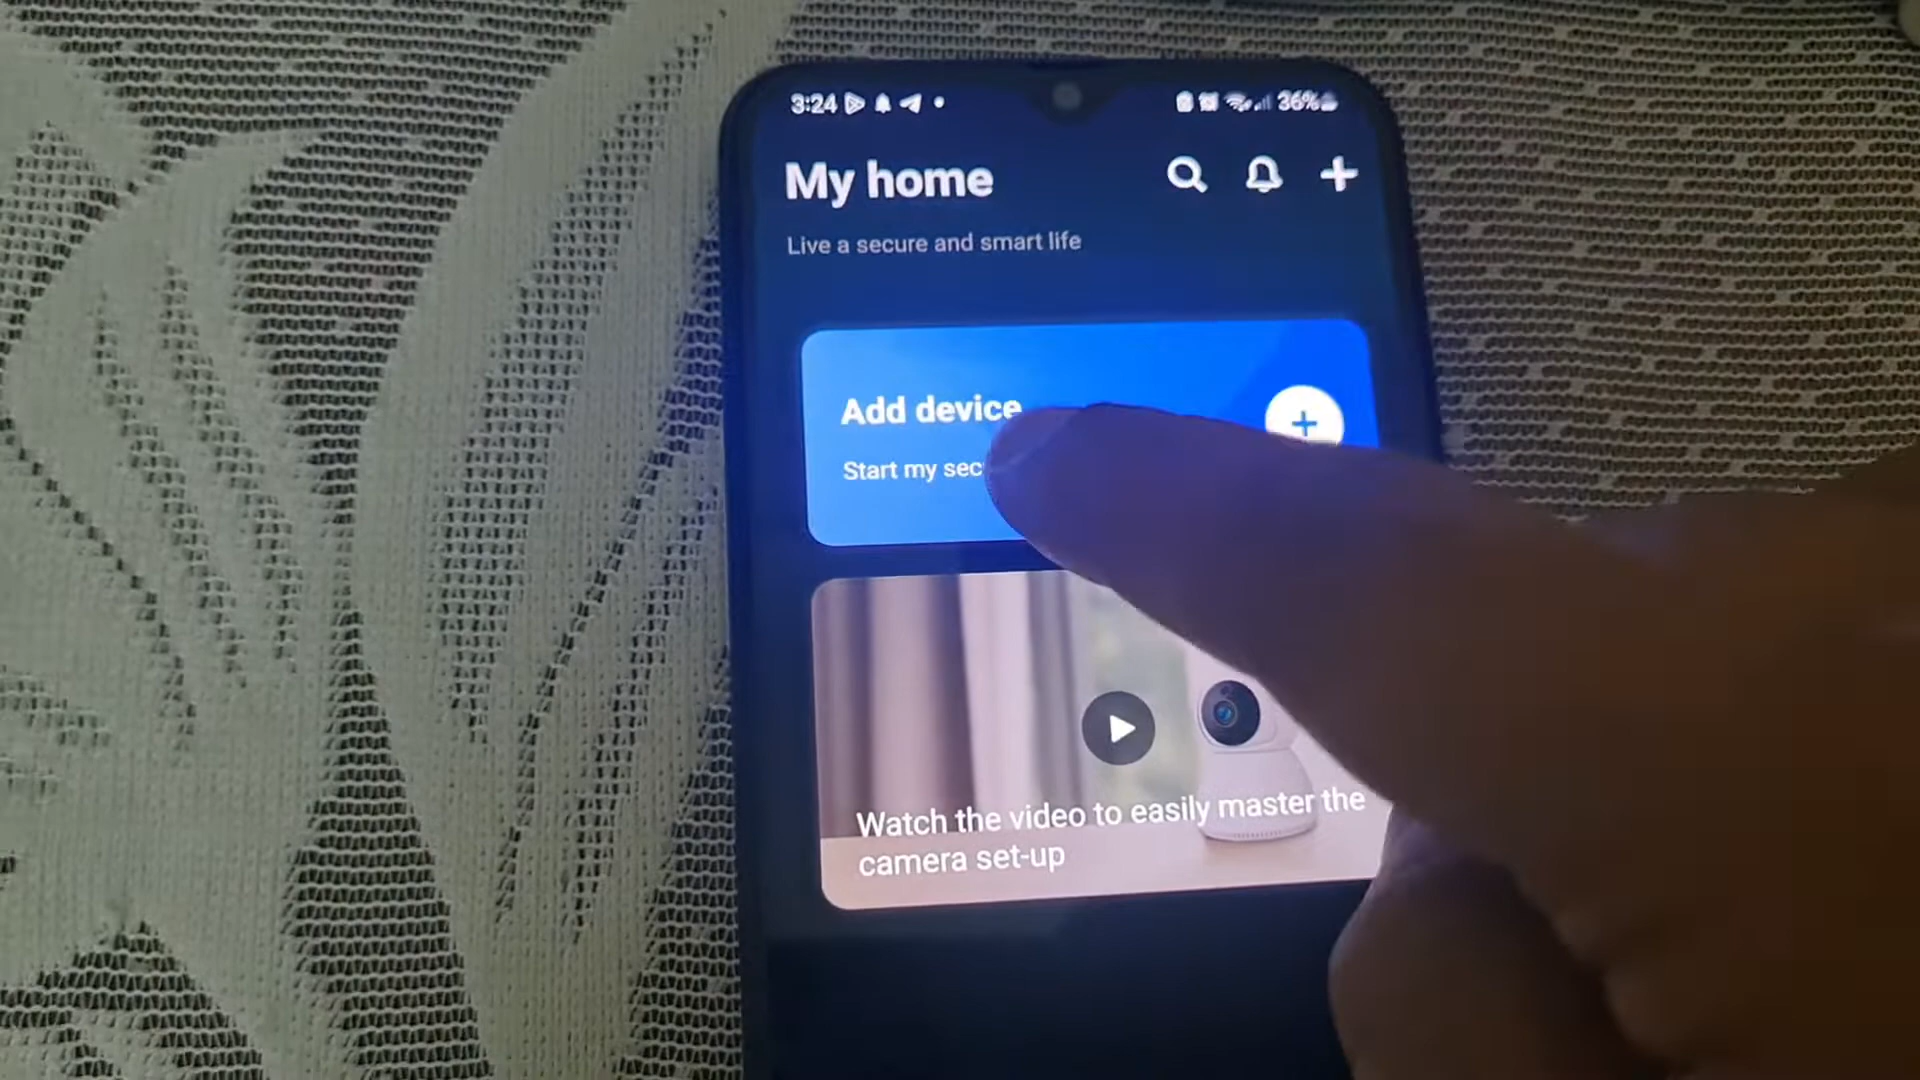 3:24
36%
My home
Live a secure and smart life
Add device
Start my sec
Watch the video to easily master the
camera set-up